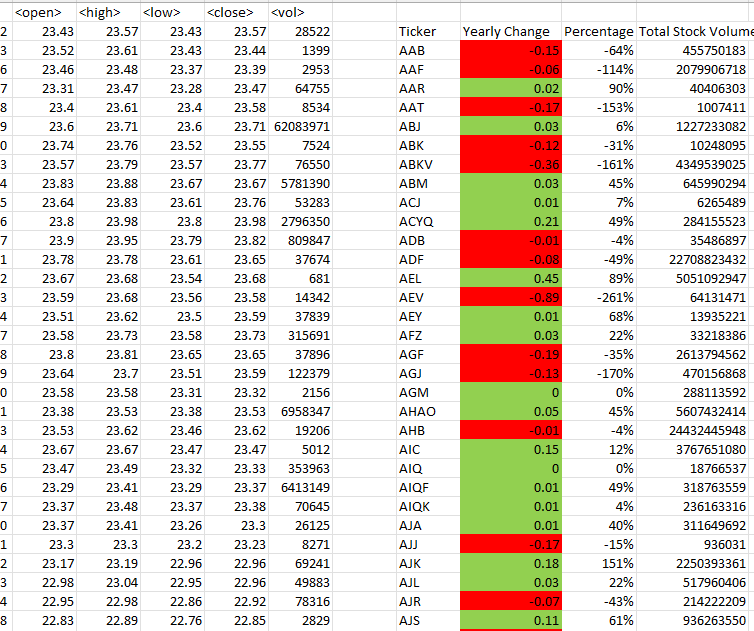 <open> <high> <low> <close> <vol>
2 23.43 23.57 23.43 23.57 28522 Ticker Yearly Change Percentage Total Stock Volume
3 23.52 23.61 23.43 23.44 1399 AAB -0.15 -64% 455750183
6 23.46 23.48 23.37 23.39 2953 AAF -0.06 -114% 2079906718
7 23.31 23.47 23.28 23.47 64755 AAR 0.02 90% 40406303
8 23.4 23.61 23.4 23.58 8534 AAT -0.17 -153% 1007411
9 23.6 23.71 23.6 23.71 62083971 ABJ 0.03 6% 1227233082
0 23.74 23.76 23.52 23.55 7524 ABK -0.12 -31% 10248095
3 23.57 23.79 23.57 23.77 76550 ABKV -0.36 -161% 4349539025
4 23.83 23.88 23.67 23.67 5781390 ABM 0.03 45% 645990294
5 23.64 23.83 23.61 23.76 53283 ACJ 0.01 7% 6265489
6 23.8 23.98 23.8 23.98 2796350 ACYQ 0.21 49% 284155523
7 23.9 23.95 23.79 23.82 809847 ADB -0.01 -4% 35486897
1 23.78 23.78 23.61 23.65 37674 ADF -0.08 -49% 22708823432
2 23.67 23.68 23.54 23.68 681 AEL 0.45 89% 5051092947
3 23.59 23.68 23.56 23.58 14342 AEV -0.89 -261% 64131471
4 23.51 23.62 23.5 23.59 37839 AEY 0.01 68% 13935221
7 23.58 23.73 23.58 23.73 315691 AFZ 0.03 22% 33218386
8 23.8 23.81 23.65 23.65 37896 AGF -0.19 -35% 2613794562
9 23.64 23.7 23.51 23.59 122379 AGJ -0.13 -170% 470156868
0 23.58 23.58 23.31 23.32 2156 AGM 0 0% 288113592
1 23.38 23.53 23.38 23.53 6958347 AHAO 0.05 45% 5607432414
3 23.53 23.62 23.46 23.62 19206 AHB -0.01 -4% 24432445948
4 23.67 23.67 23.47 23.47 5012 AIC 0.15 12% 3767651080
5 23.47 23.49 23.32 23.33 353963 AIQ 0 0% 18766537
6 23.29 23.41 23.29 23.37 6413149 AIQF 0.01 49% 318763559
7 23.37 23.48 23.37 23.38 70645 AIQK 0.01 4% 236163316
0 23.37 23.41 23.26 23.3 26125 AJA 0.01 40% 311649692
1 23.3 23.3 23.2 23.23 8271 AJJ -0.17 -15% 936031
2 23.17 23.19 22.96 22.96 69241 AJK 0.18 151% 2250393361
3 22.98 23.04 22.95 22.96 49883 AJL 0.03 22% 517960406
4 22.95 22.98 22.86 22.92 78316 AJR -0.07 -43% 214222209
8 22.83 22.89 22.76 22.85 2829 AJS 0.11 61% 936263550